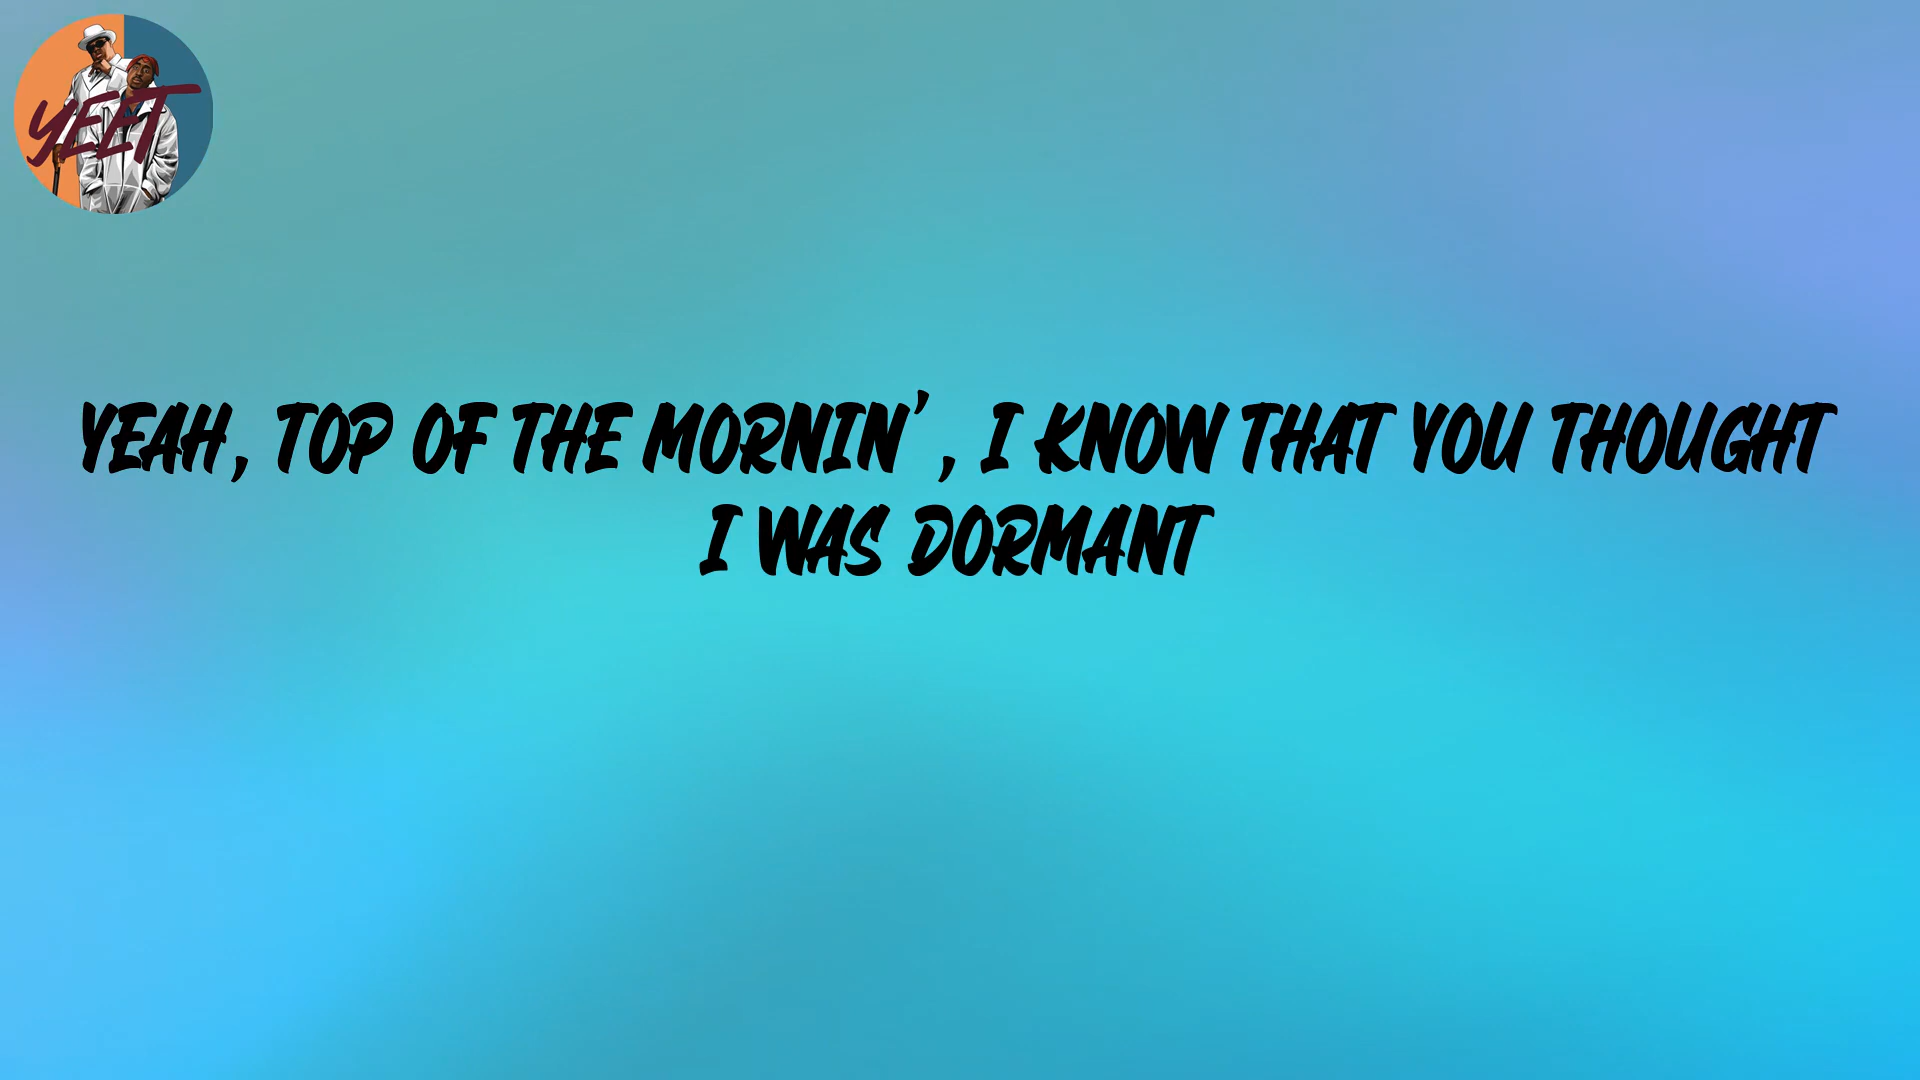 YEET
YEAH, TOP OF THE MORNIN', I KNOW THAT YOU THOUGHT
I WAS DORMANT